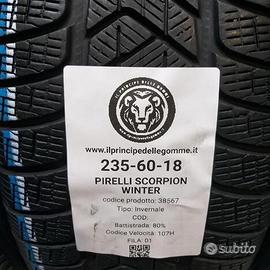 IL PRINCIPE DELLE GOMME
www.ilprincipedellegomme.it
235-60-18
PIRELLI SCORPION
WINTER
codice prodotto: 38567
Tipo: Invernale
COD:
Battistrada: 80%
Codice Velocità: 107H
FILA: 01
subito